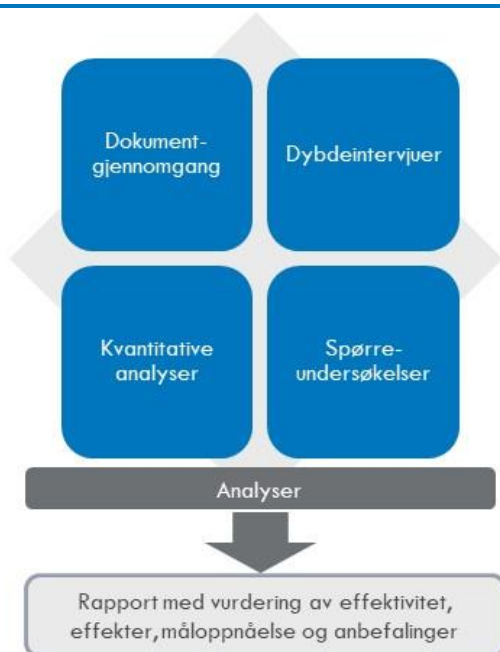 Dokument-
gjennomgang
Dybdeintervjuer
Kvantitative
analyser
Spørre-
undersøkelser
Analyser
Rapport med vurdering av effektivitet,
effekter, måloppnåelse og anbefalinger